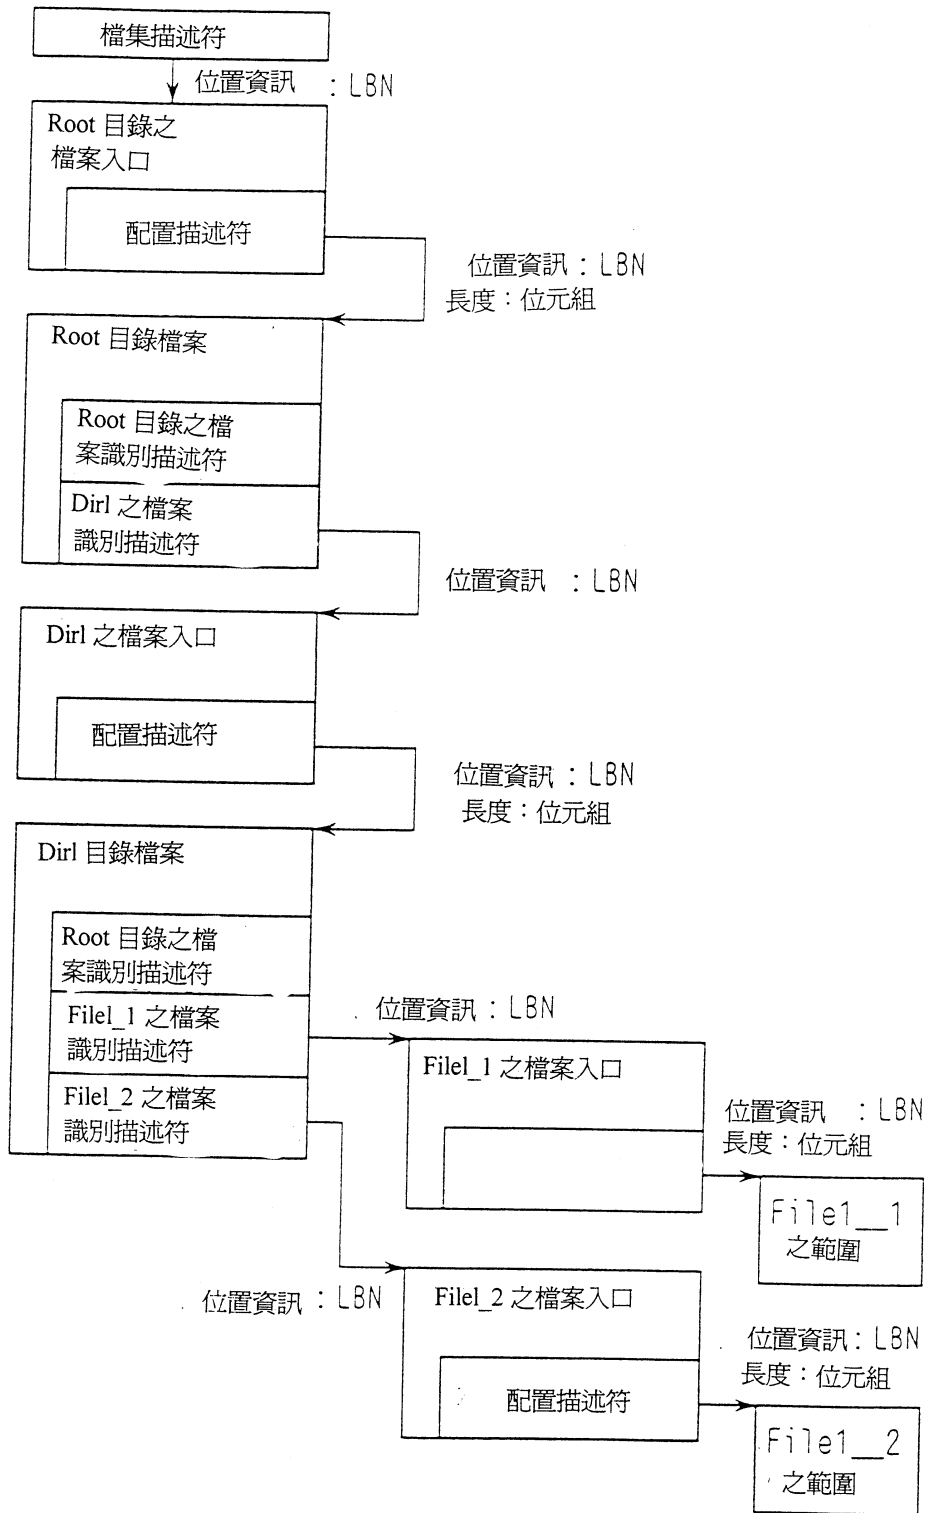 檔集描述符
位置資訊 : LBN
Root 目錄之
檔案入口
配置描述符
位置資訊 : LBN
長度：位元組
Root 目錄檔案
Root 目錄之檔
案識別描述符
Dirl 之檔案
識別描述符
位置資訊 : LBN
Dirl 之檔案入口
配置描述符
位置資訊 : LBN
長度：位元組
Dirl 目錄檔案
Root 目錄之檔
案識別描述符
Filel_1 之檔案
識別描述符
Filel_2 之檔案
識別描述符
位置資訊 : LBN
Filel_1 之檔案入口
位置資訊 : LBN
長度：位元組
File1__1
之範圍
位置資訊 : LBN
Filel_2 之檔案入口
配置描述符
位置資訊 : LBN
長度：位元組
File1__2
之範圍